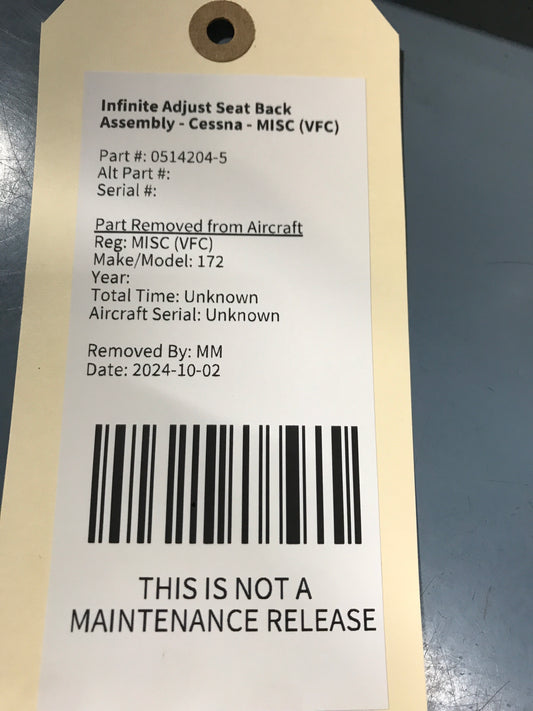 Infinite Adjust Seat Back
Assembly - Cessna - MISC (VFC)
Part #: 0514204-5
Alt Part #:
Serial #:
Part Removed from Aircraft
Reg: MISC (VFC)
Make/Model: 172
Year:
Total Time: Unknown
Aircraft Serial: Unknown
Removed By: MM
Date: 2024-10-02
THIS IS NOT A
MAINTENANCE RELEASE